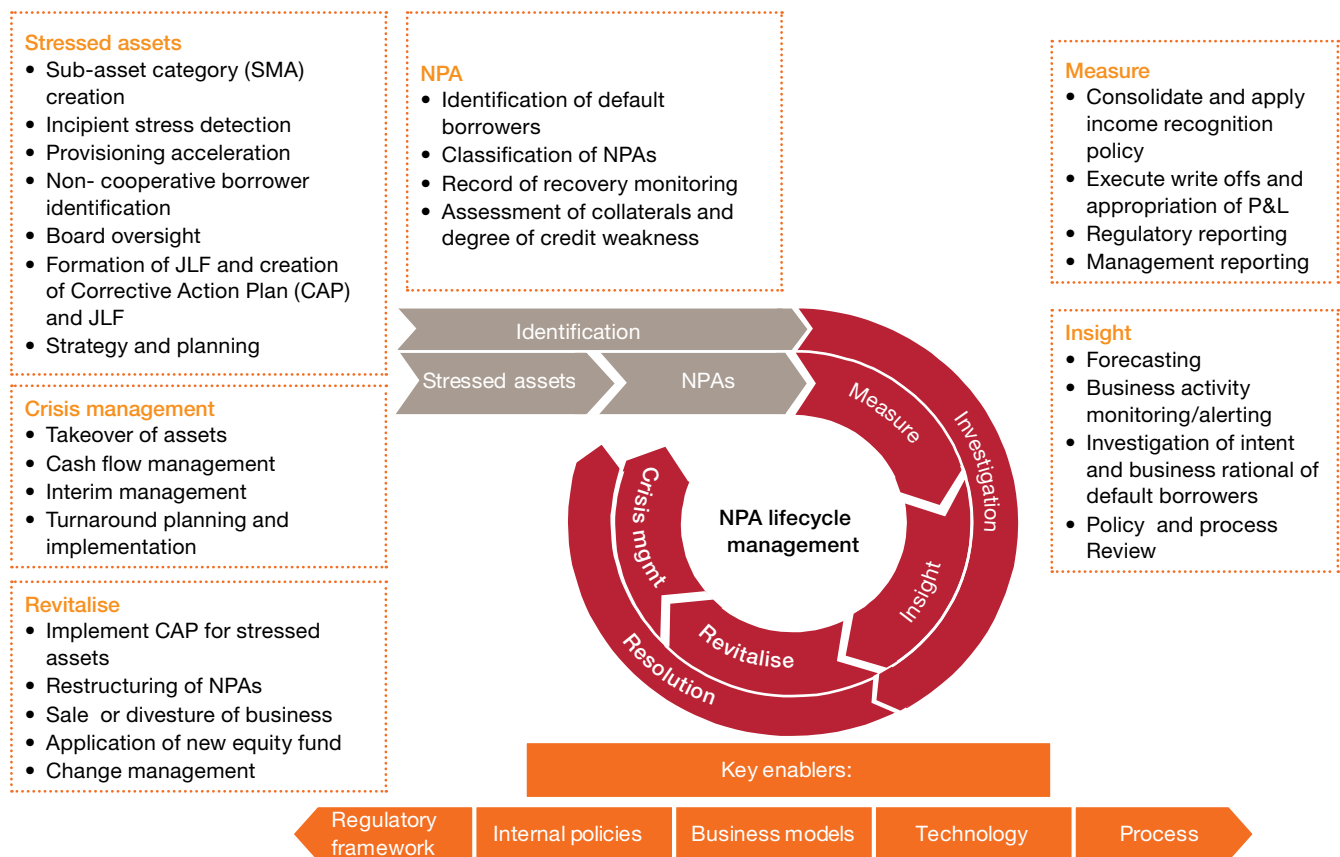 Stressed assets
• Sub-asset category (SMA)
creation
• Incipient stress detection
• Provisioning acceleration
• Non- cooperative borrower
identification
• Board oversight
• Formation of JLF and creation
of Corrective Action Plan (CAP)
and JLF
• Strategy and planning
NPA
• Identification of default
borrowers
• Classification of NPAs
• Record of recovery monitoring
• Assessment of collaterals and
degree of credit weakness
Measure
• Consolidate and apply
income recognition
policy
• Execute write offs and
appropriation of P&L
• Regulatory reporting
• Management reporting
Crisis management
• Takeover of assets
• Cash flow management
• Interim management
• Turnaround planning and
implementation
Insight
• Forecasting
• Business activity
monitoring/alerting
• Investigation of intent
and business rational of
default borrowers
• Policy and process
Review
Revitalise
• Implement CAP for stressed
assets
• Restructuring of NPAs
• Sale or divesture of business
• Application of new equity fund
• Change management
Identification
Stressed assets
NPAs
Measure
Investigation
Insight
Revitalise
Resolution
Crisis mgmt
NPA lifecycle
management
Key enablers:
Regulatory
framework
Internal policies
Business models
Technology
Process